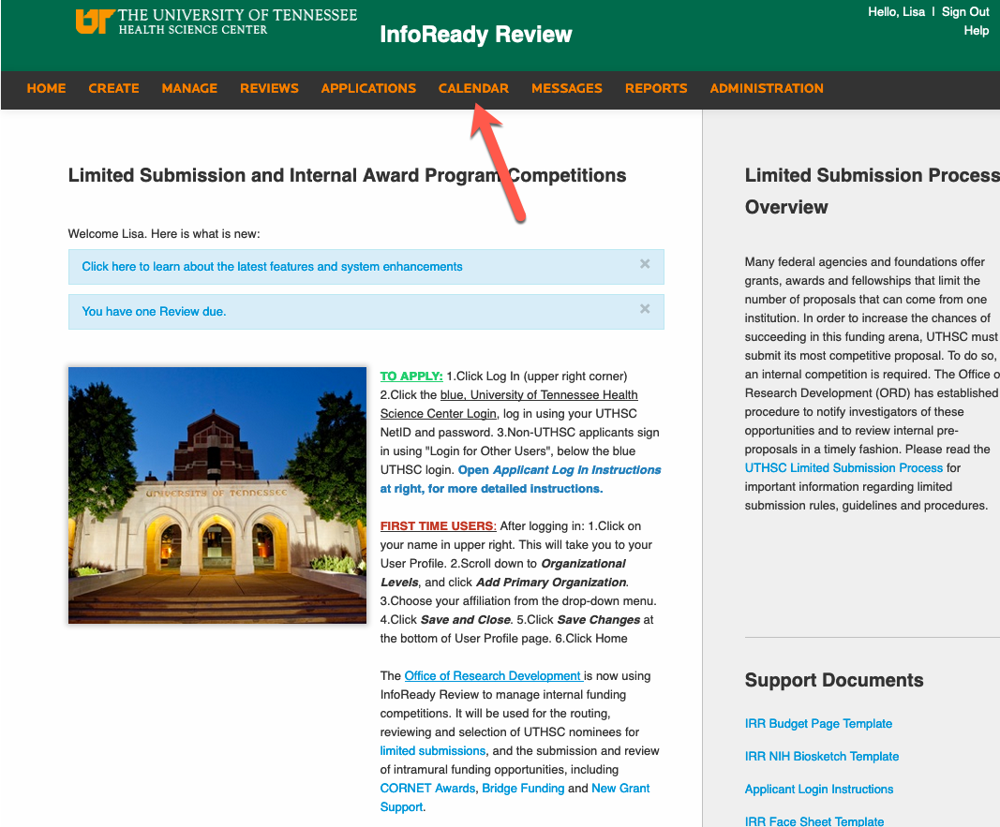 THE UNIVERSITY OF TENNESSEE
HEALTH SCIENCE CENTER
InfoReady Review
Hello, Lisa | Sign Out
Help
HOME CREATE MANAGE REVIEWS APPLICATIONS CALENDAR MESSAGES REPORTS ADMINISTRATION
Limited Submission and Internal Award Program Competitions
Welcome Lisa. Here is what is new:
Click here to learn about the latest features and system enhancements
You have one Review due.
UNIVERSITY OF TENNESSEE
TO APPLY: 1.Click Log In (upper right corner)
2.Click the blue, University of Tennessee Health
Science Center Login, log in using your UTHSC
NetID and password. 3.Non-UTHSC applicants sign
in using "Login for Other Users", below the blue
UTHSC login. Open Applicant Log In Instructions
at right, for more detailed instructions.
FIRST TIME USERS: After logging in: 1.Click on
your name in upper right. This will take you to your
User Profile. 2.Scroll down to Organizational
Levels, and click Add Primary Organization.
3.Choose your affiliation from the drop-down menu.
4.Click Save and Close. 5.Click Save Changes at
the bottom of User Profile page. 6.Click Home
The Office of Research Development is now using
InfoReady Review to manage internal funding
competitions. It will be used for the routing,
reviewing and selection of UTHSC nominees for
limited submissions, and the submission and review
of intramural funding opportunities, including
CORNET Awards, Bridge Funding and New Grant
Support.
Limited Submission Process
Overview
Many federal agencies and foundations offer
grants, awards and fellowships that limit the
number of proposals that can come from one
institution. In order to increase the chances of
succeeding in this funding arena, UTHSC must
submit its most competitive proposal. To do so,
an internal competition is required. The Office o
Research Development (ORD) has established
procedure to notify investigators of these
opportunities and to review internal pre-
proposals in a timely fashion. Please read the
UTHSC Limited Submission Process for
important information regarding limited
submission rules, guidelines and procedures.
Support Documents
IRR Budget Page Template
IRR NIH Biosketch Template
Applicant Login Instructions
IRR Face Sheet Template